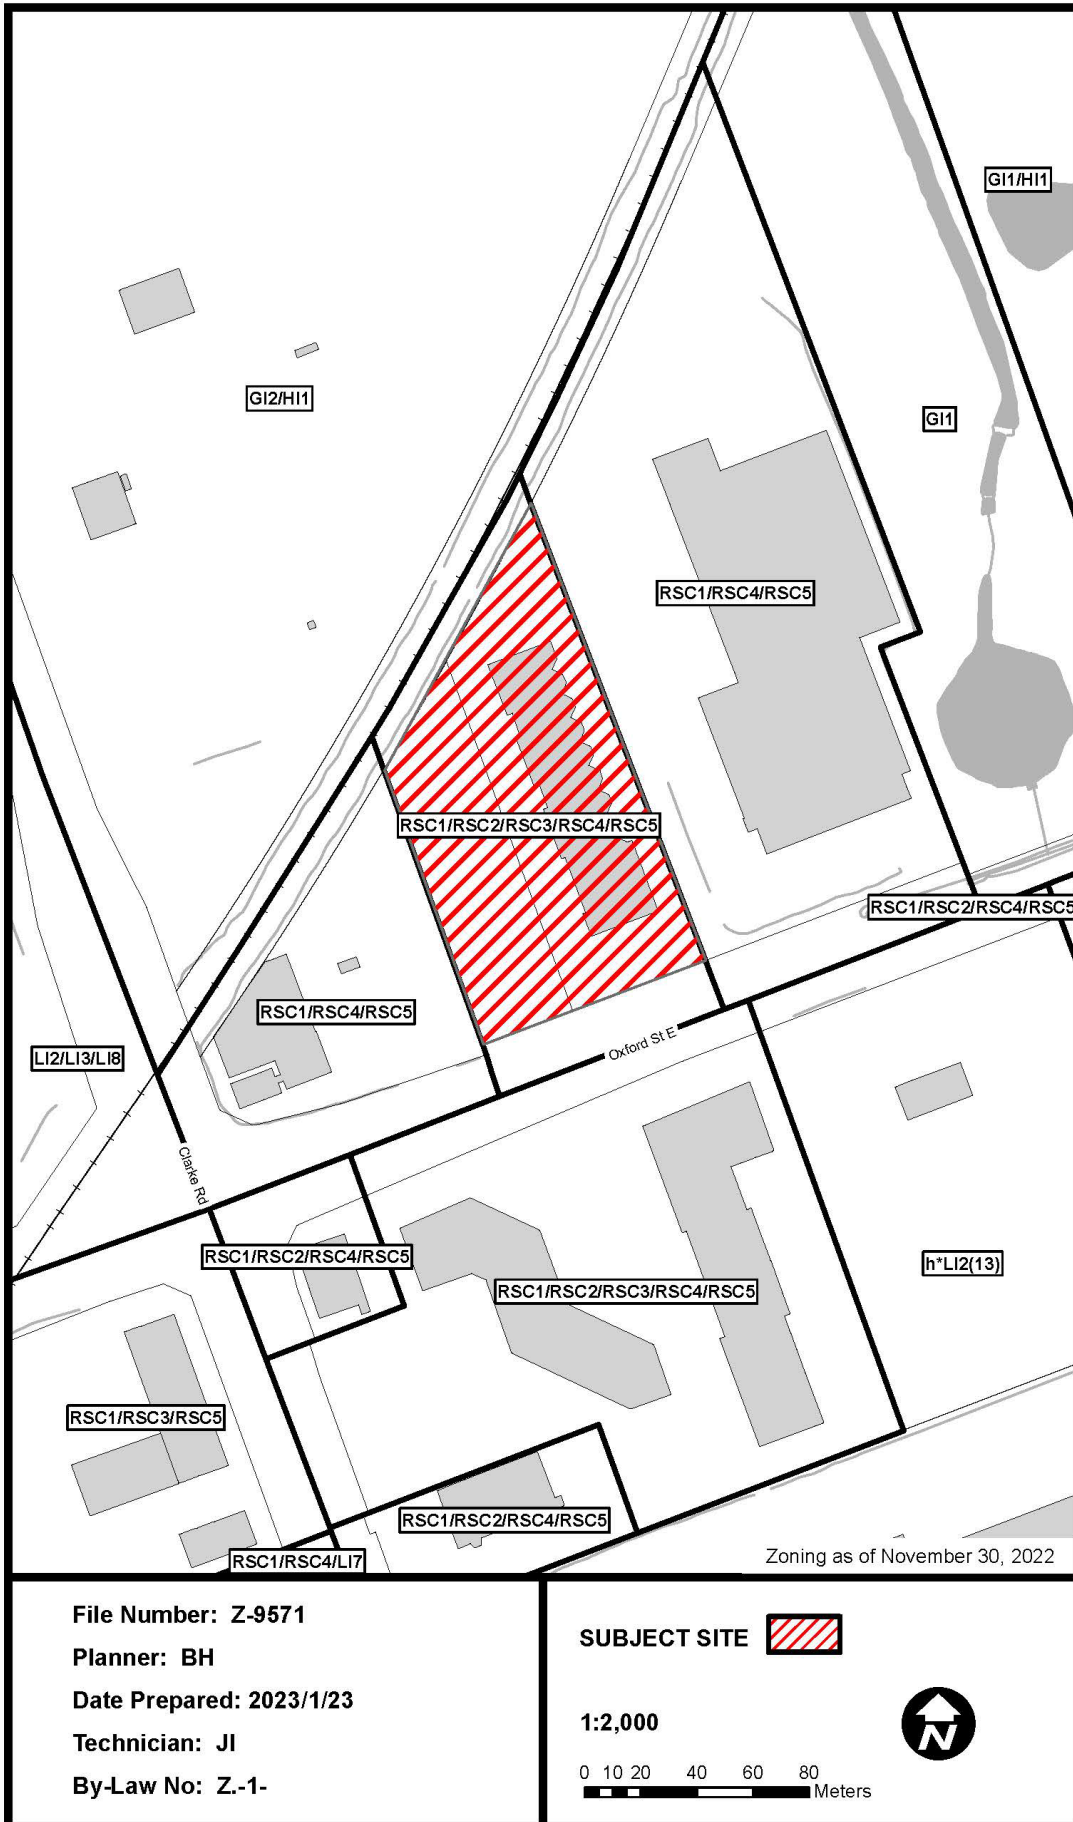 GI1/HI1
GI2/HI1
GI1
RSC1/RSC4/RSC5
RSC1/RSC2/RSC3/RSC4/RSC5
RSC1/RSC2/RSC4/RSC5
RSC1/RSC4/RSC5
Oxford St E
LI2/LI3/LI8
Clarke Rd
RSC1/RSC2/RSC4/RSC5
h*LI2(13)
RSC1/RSC2/RSC3/RSC4/RSC5
RSC1/RSC3/RSC5
RSC1/RSC2/RSC4/RSC5
RSC1/RSC4/LI7
Zoning as of November 30, 2022
File Number: Z-9571
Planner: BH
Date Prepared: 2023/1/23
Technician: JI
By-Law No: Z.-1-
SUBJECT SITE
1:2,000
N
0 10 20 40 60 80
Meters